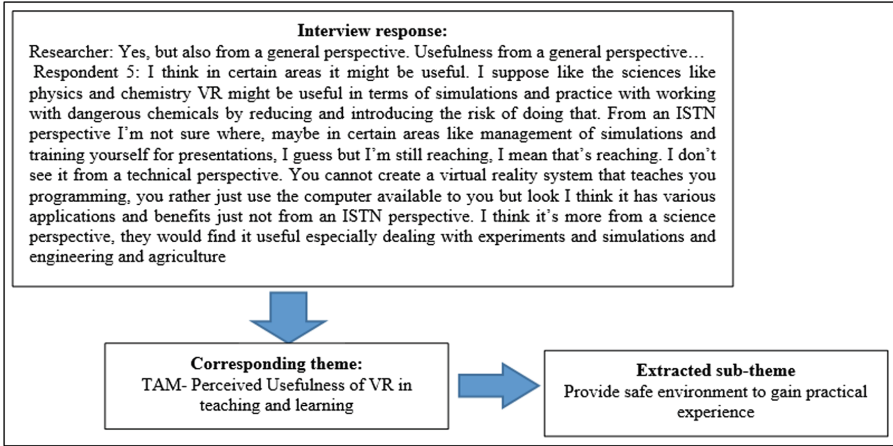 Interview response:
Researcher: Yes, but also from a general perspective. Usefulness from a general perspective…
Respondent 5: I think in certain areas it might be useful. I suppose like the sciences like
physics and chemistry VR might be useful in terms of simulations and practice with working
with dangerous chemicals by reducing and introducing the risk of doing that. From an ISTN
perspective I'm not sure where, maybe in certain areas like management of simulations and
training yourself for presentations, I guess but I'm still reaching, I mean that's reaching. I don't
see it from a technical perspective. You cannot create a virtual reality system that teaches you
programming, you rather just use the computer available to you but look I think it has various
applications and benefits just not from an ISTN perspective. I think it's more from a science
perspective, they would find it useful especially dealing with experiments and simulations and
engineering and agriculture
Corresponding theme:
TAM- Perceived Usefulness of VR in
teaching and learning
Extracted sub-theme
Provide safe environment to gain practical
experience